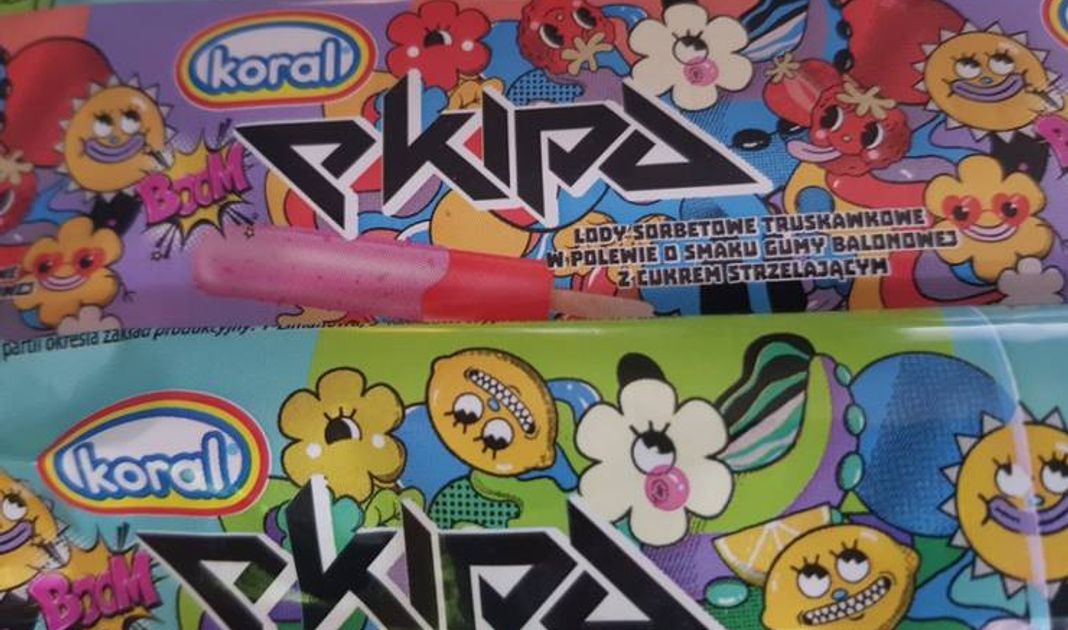 koral
BOOM
EKIPA
LODY SORBETOWE TRUSKAWKOWE
W POLEWIE O SMAKU GUMY BALONOWEJ
Z CUKREM STRZELAJĄCYM
partii określa zakład produkcyjny:
koral
BOOM
EKIPA